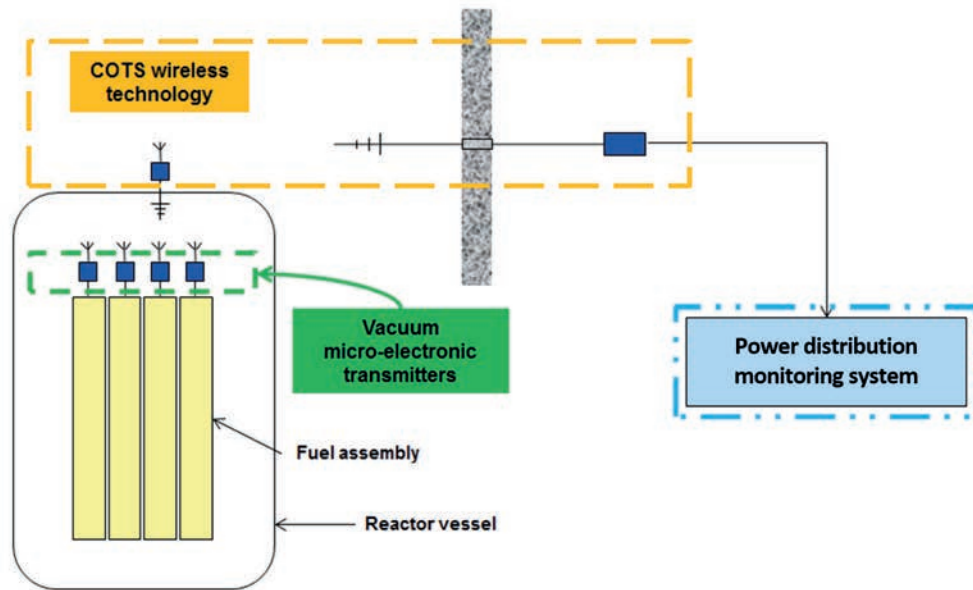 COTS wireless
technology
Vacuum
micro-electronic
transmitters
Power distribution
monitoring system
Fuel assembly
Reactor vessel